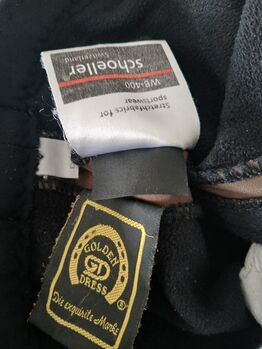 schoeller
Switzerland
WB-400
Stretchfabrics for
sportswear
GOLDEN
GD
DRESS
Die exquisite Marke